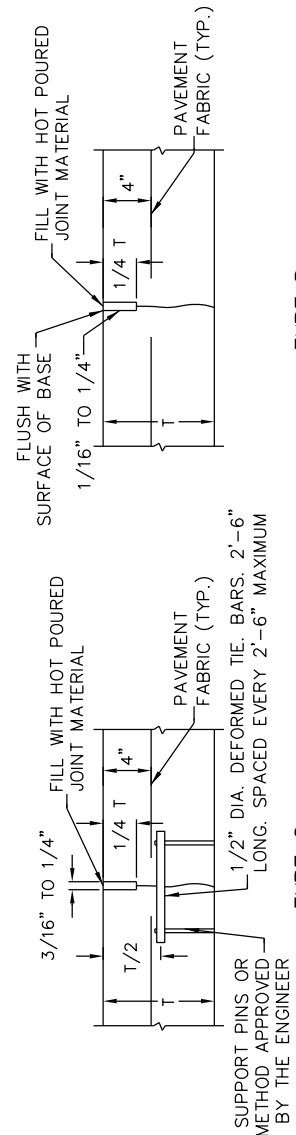 3/16" TO 1/4"
FILL WITH HOT POURED
JOINT MATERIAL
T/2
1/4 T
4"
T
PAVEMENT
FABRIC (TYP.)
1/2" DIA. DEFORMED TIE. BARS. 2'-6"
LONG. SPACED EVERY 2'-6" MAXIMUM
SUPPORT PINS OR
METHOD APPROVED
BY THE ENGINEER
FLUSH WITH
SURFACE OF BASE
1/16" TO 1/4"
FILL WITH HOT POURED
JOINT MATERIAL
1/4 T
4"
T
PAVEMENT
FABRIC (TYP.)